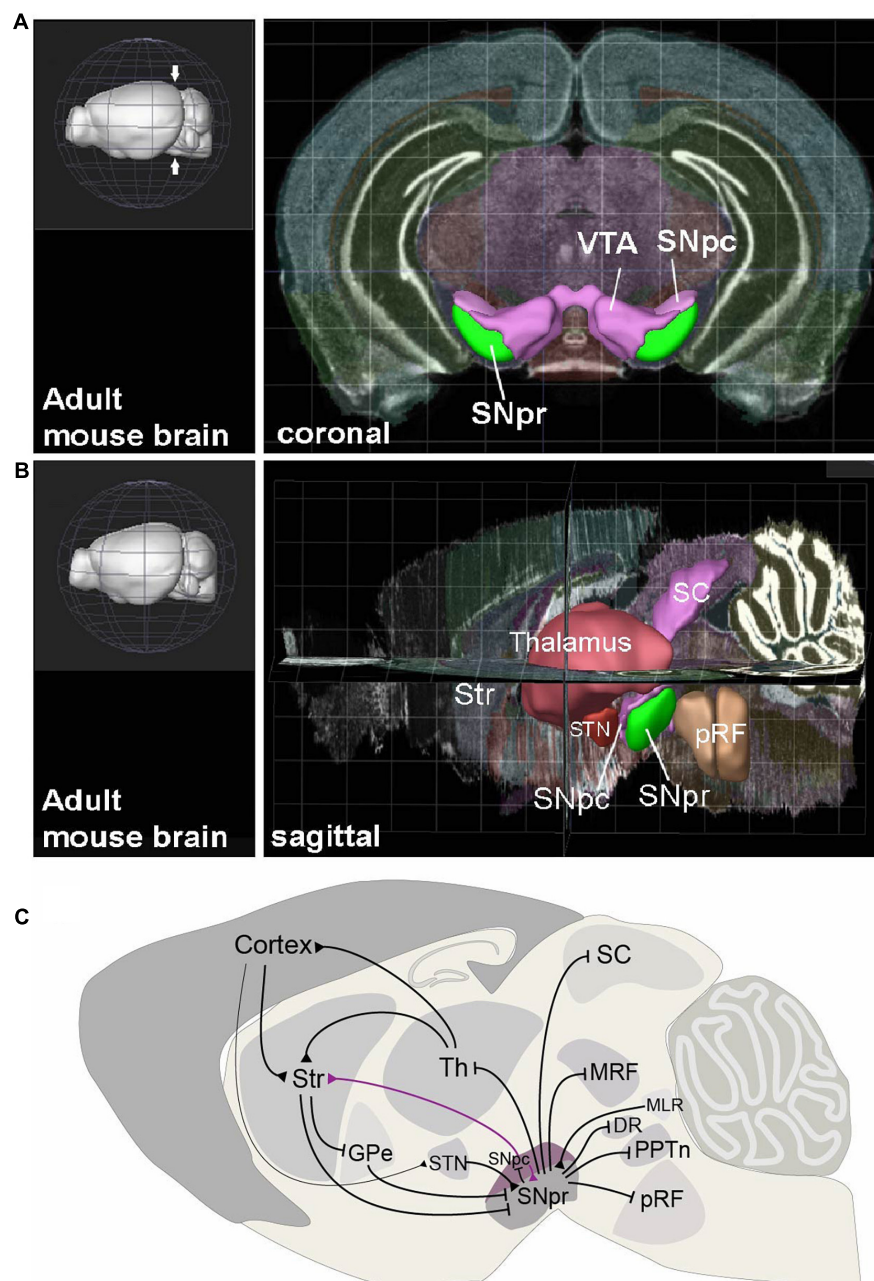 A
VTA SNpc
SNpr
Adult
mouse brain
coronal
B
SC
Thalamus
Str
STN
pRF
SNpc SNpr
Adult
mouse brain
sagittal
C
Cortex
SC
Th
MRF
Str
MLR
DR
GPe
STN
SNpc
PPTn
SNpr
pRF